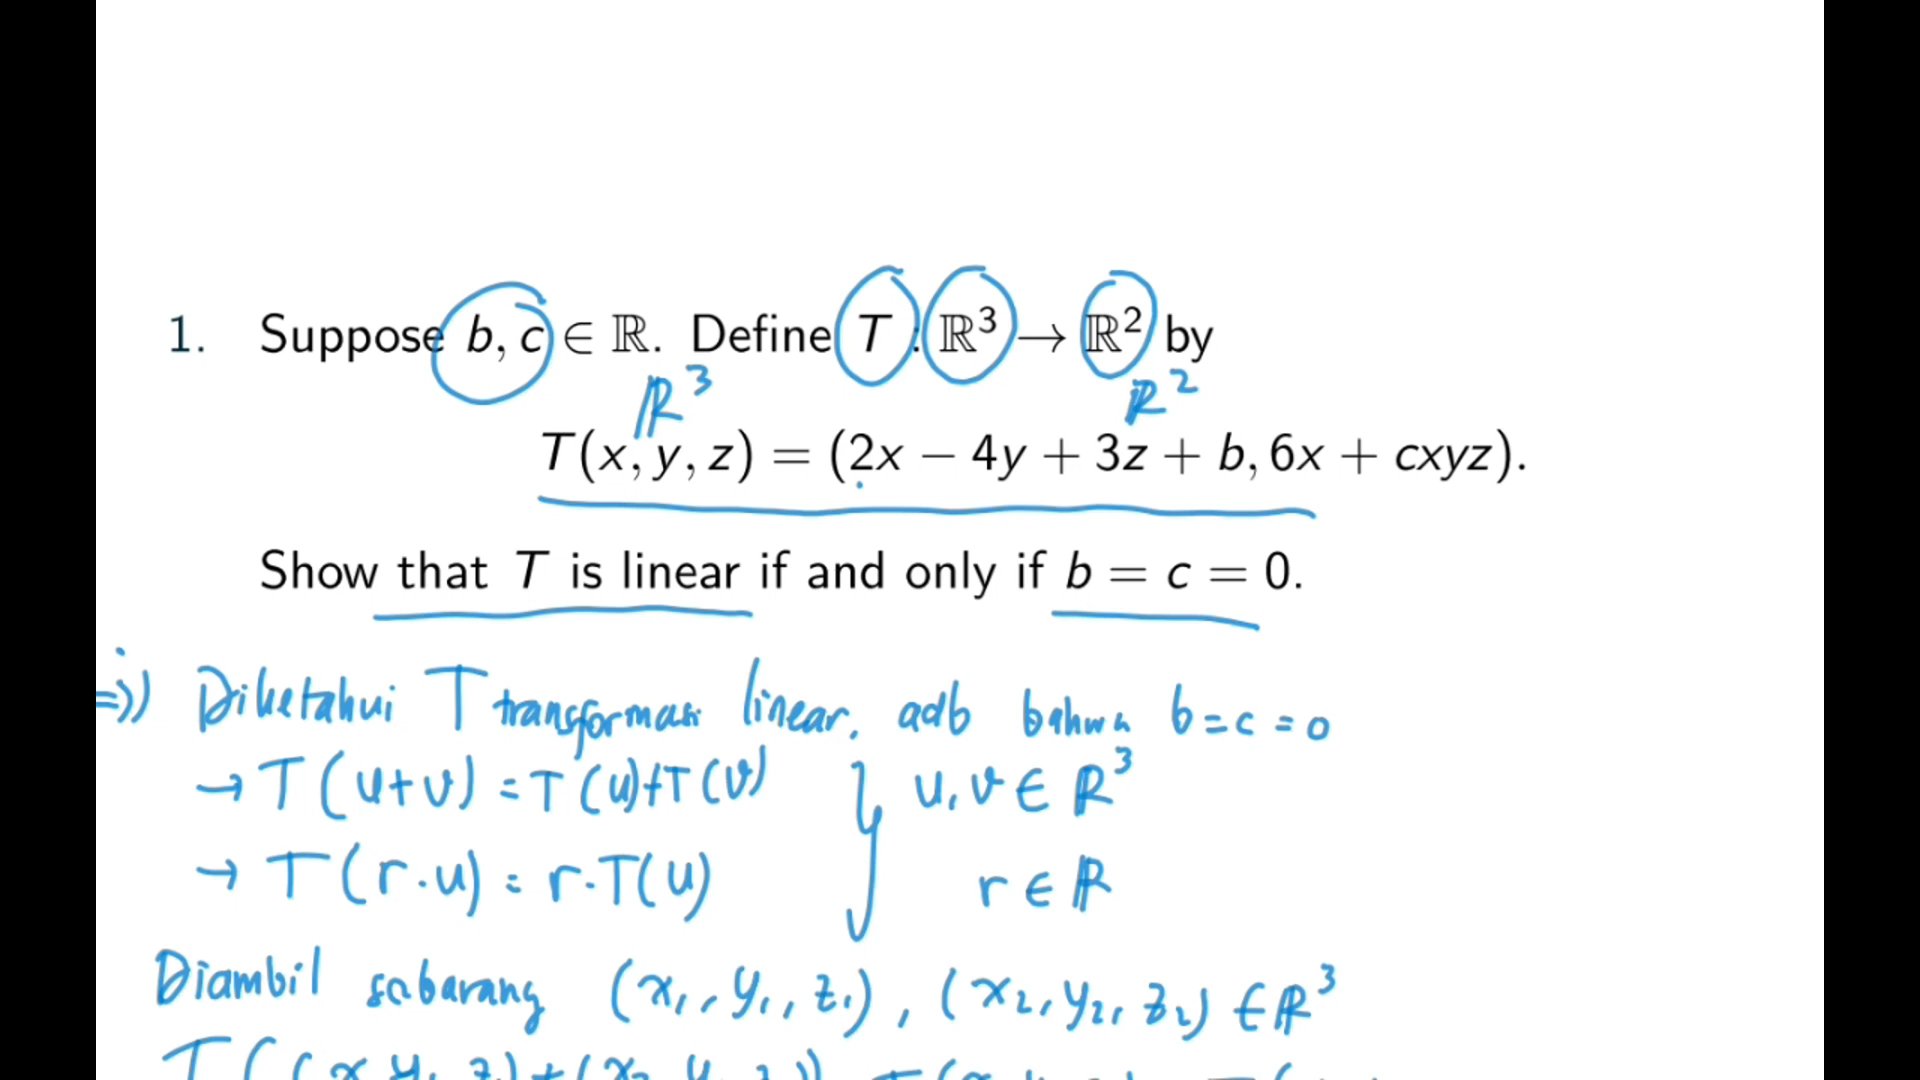 1. Suppose b, c ∈ ℝ. Define T : ℝ³ → ℝ² by
ℝ³ ℝ²
T(x, y, z) = (2x − 4y + 3z + b, 6x + cxyz).
Show that T is linear if and only if b = c = 0.
⇒) Diketahui T transformasi linear, adb bahwa b = c = 0
→ T(u+v) = T(u)+T(v) } u, v ∈ ℝ³
→ T(r·u) = r·T(u) r ∈ ℝ
Diambil sebarang (x₁, y₁, z₁), (x₂, y₂, z₂) ∈ ℝ³